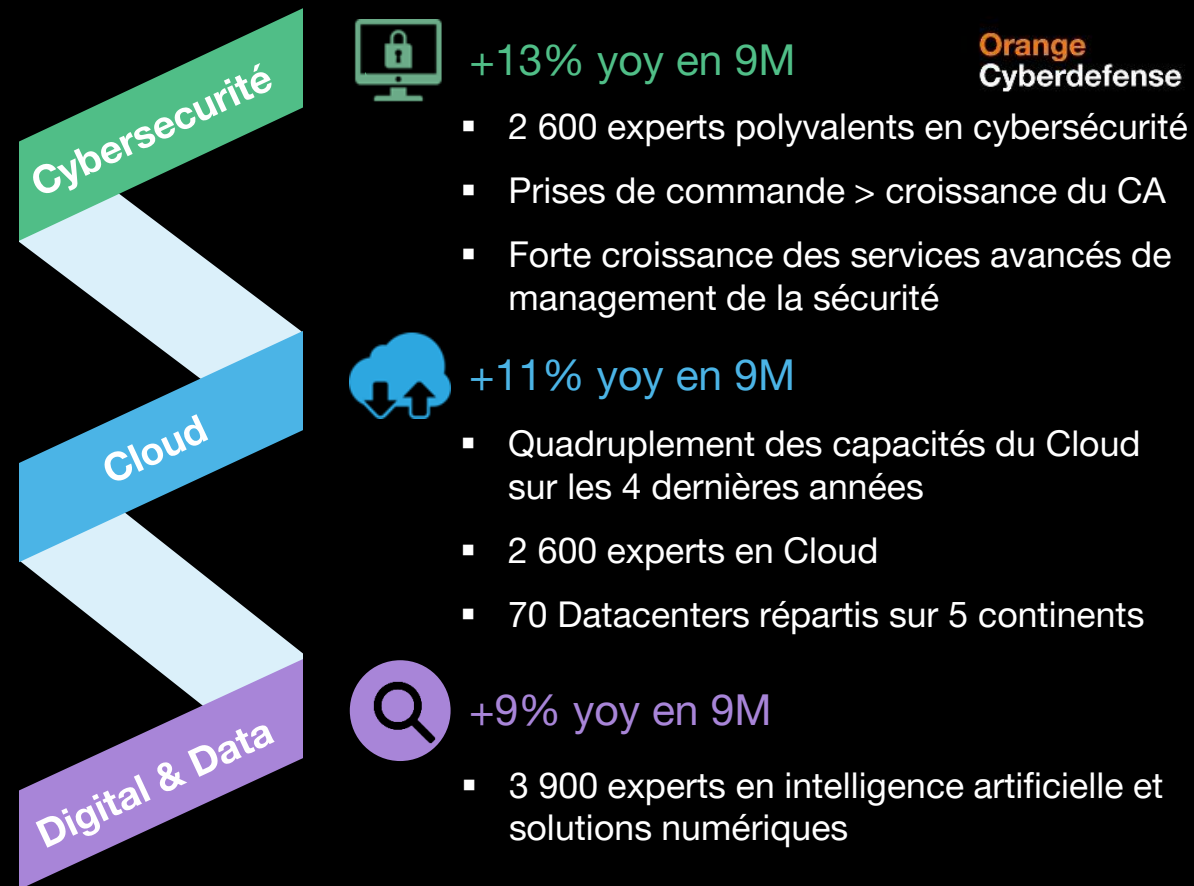 Cybersecurité
+13% yoy en 9M
Orange
Cyberdefense
▪ 2 600 experts polyvalents en cybersécurité
▪ Prises de commande > croissance du CA
▪ Forte croissance des services avancés de
management de la sécurité
Cloud
+11% yoy en 9M
▪ Quadruplement des capacités du Cloud
sur les 4 dernières années
▪ 2 600 experts en Cloud
▪ 70 Datacenters répartis sur 5 continents
Digital & Data
+9% yoy en 9M
▪ 3 900 experts en intelligence artificielle et
solutions numériques